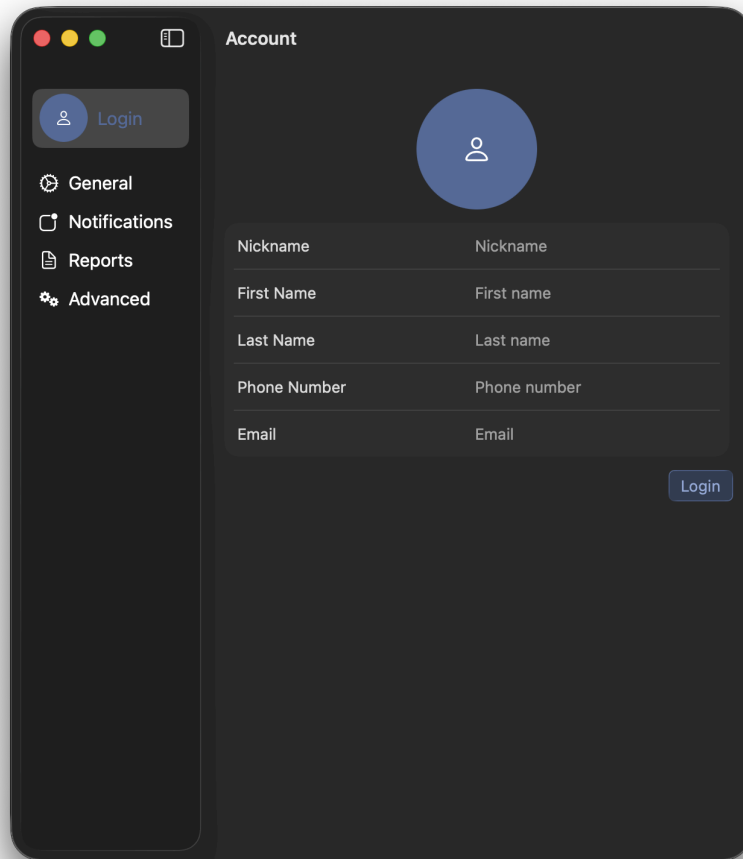 Account
Login
General
Notifications
Reports
Advanced
Nickname Nickname
First Name First name
Last Name Last name
Phone Number Phone number
Email Email
Login